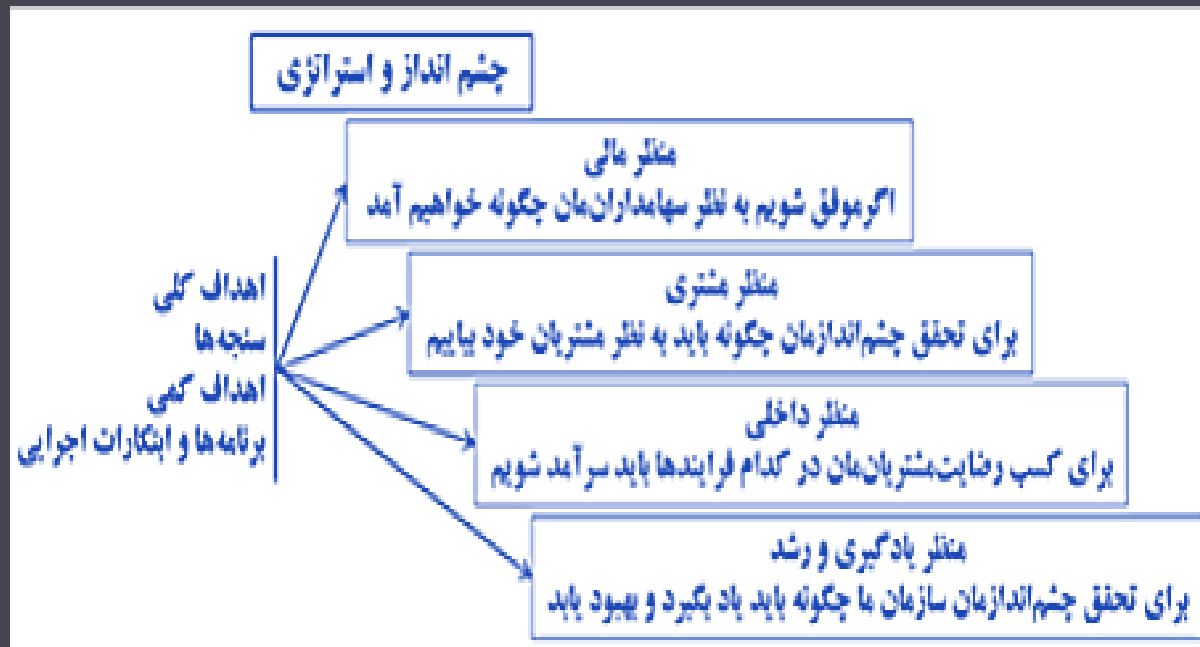 چشم انداز و استراتژی
منظر مالی
اگر موفق شویم به نظر سهامداران‌مان چگونه خواهیم آمد
منظر مشتری
برای تحقق چشم‌اندازمان چگونه باید به نظر مشتریان خود بیاییم
منظر داخلی
برای کسب رضایت‌مشتریان‌مان در کدام فرایندها باید سرآمد شویم
منظر یادگیری و رشد
برای تحقق چشم‌اندازمان سازمان ما چگونه باید یاد بگیرد و بهبود یابد
اهداف کلی
سنجه‌ها
اهداف کمی
برنامه‌ها و ابتکارات اجرایی